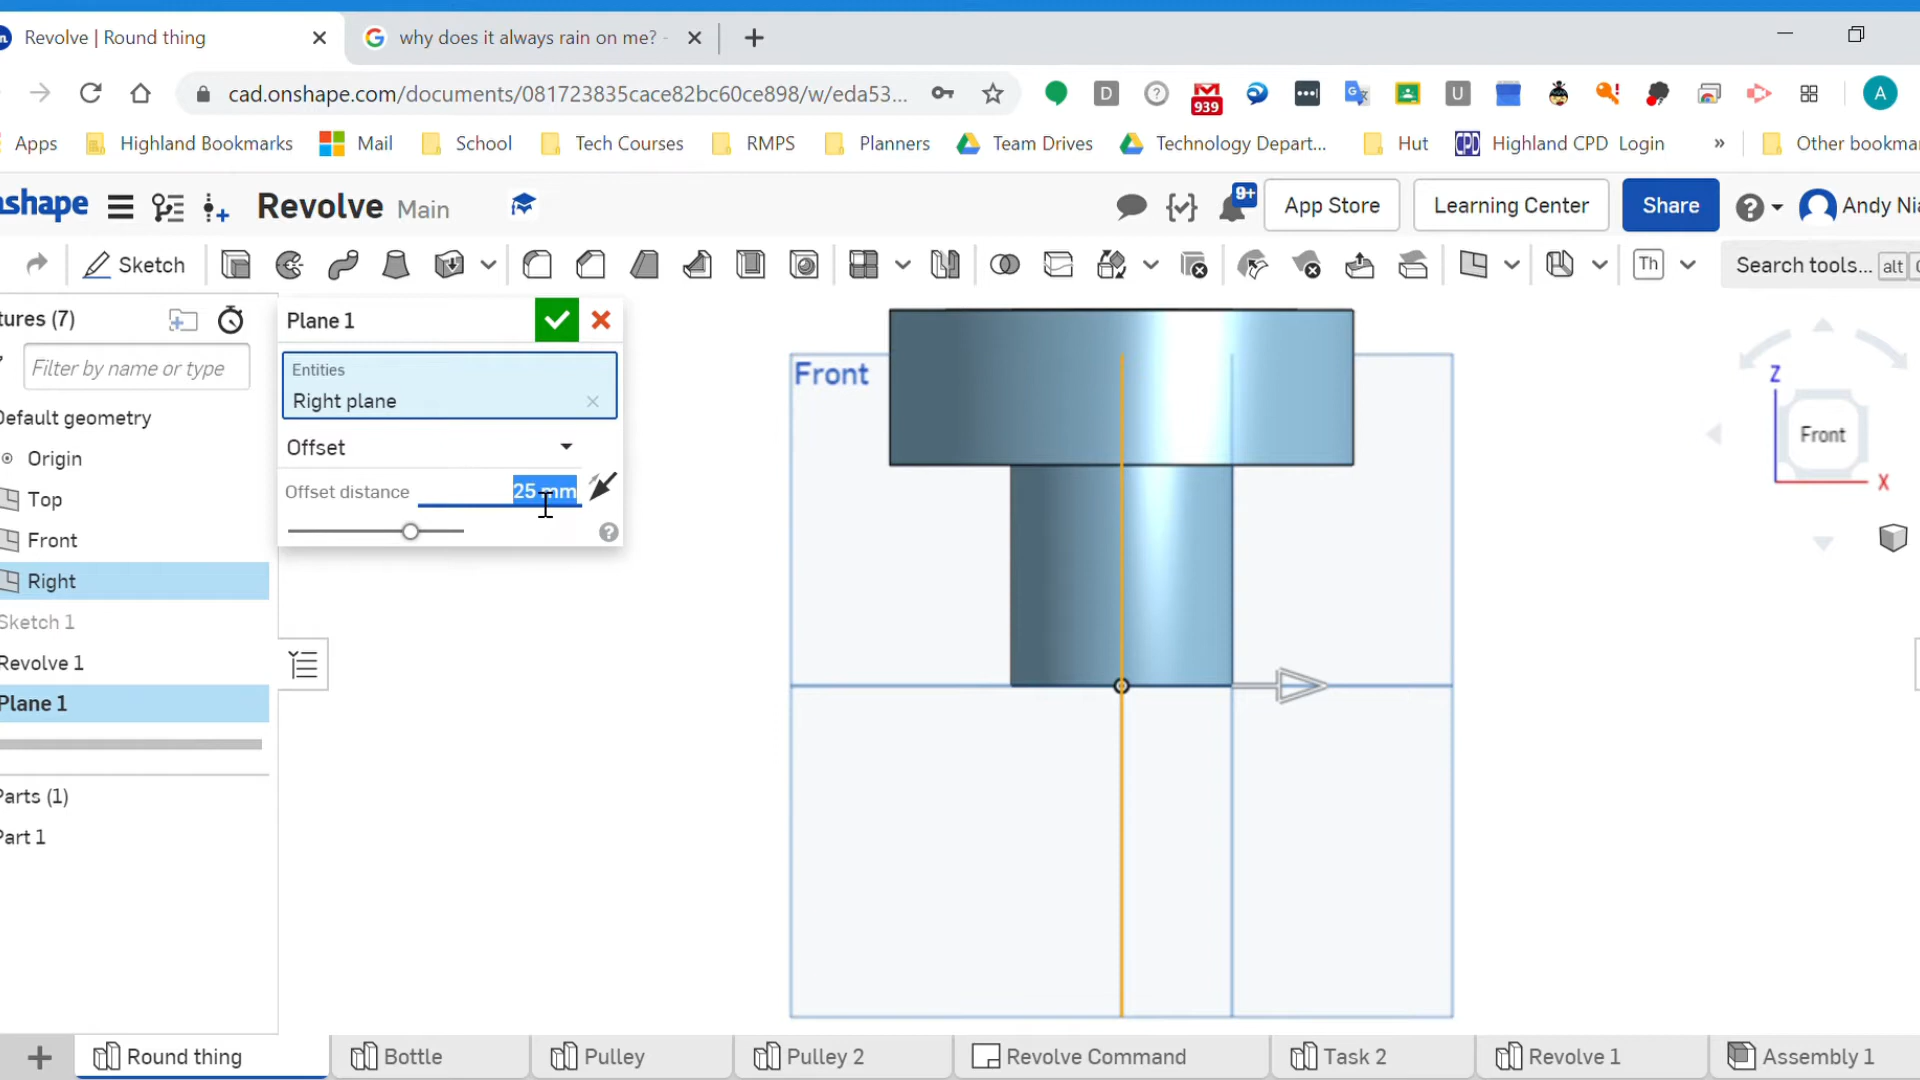 Revolve | Round thing
why does it always rain on me? -
cad.onshape.com/documents/081723835cace82bc60ce898/w/eda53...
D
?
939
U
A
Apps
Highland Bookmarks
Mail
School
Tech Courses
RMPS
Planners
Team Drives
Technology Depart...
Hut
CPD
Highland CPD Login
»
Other bookma
shape
Revolve
Main
9+
App Store
Learning Center
Share
Andy Nia
Sketch
Th
Search tools...
alt
tures (7)
Filter by name or type
Default geometry
Origin
Top
Front
Right
Sketch 1
Revolve 1
Plane 1
Parts (1)
Part 1
Plane 1
Entities
Right plane
Offset
Offset distance
25 mm
Front
Z
Front
X
Round thing
Bottle
Pulley
Pulley 2
Revolve Command
Task 2
Revolve 1
Assembly 1